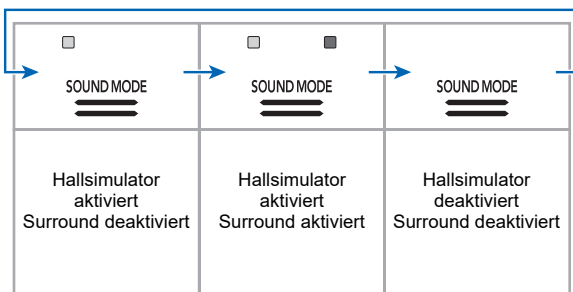 SOUND MODE
SOUND MODE
SOUND MODE
Hallsimulator
aktiviert
Surround deaktiviert
Hallsimulator
aktiviert
Surround aktiviert
Hallsimulator
deaktiviert
Surround deaktiviert